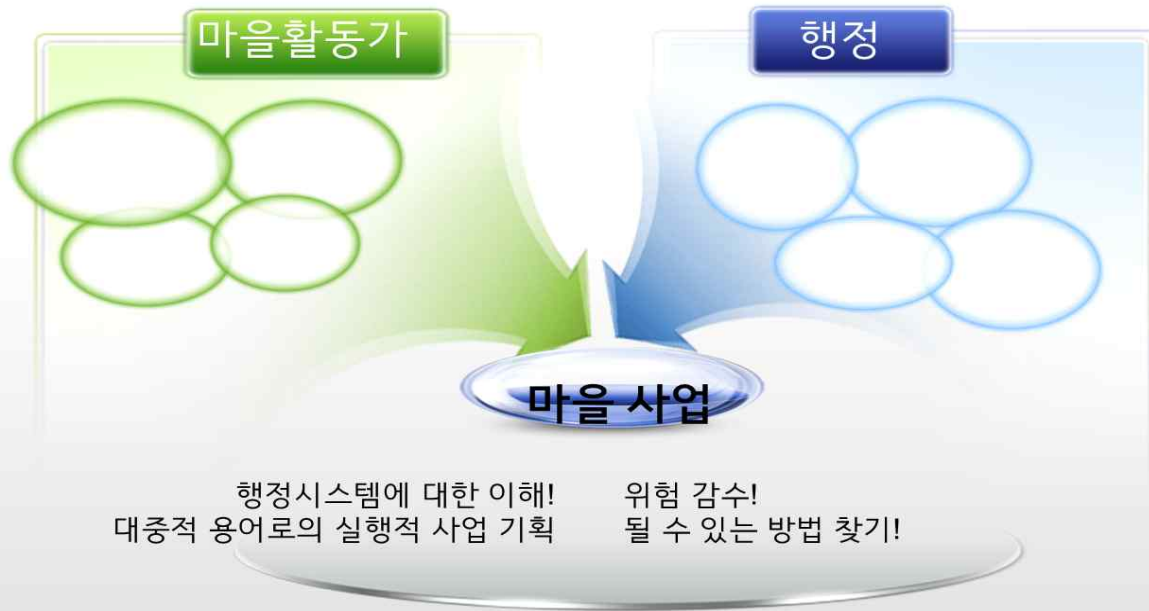 마을활동가
행정
마을 사업
행정시스템에 대한 이해!
대중적 용어로의 실행적 사업 기획
위험 감수!
될 수 있는 방법 찾기!